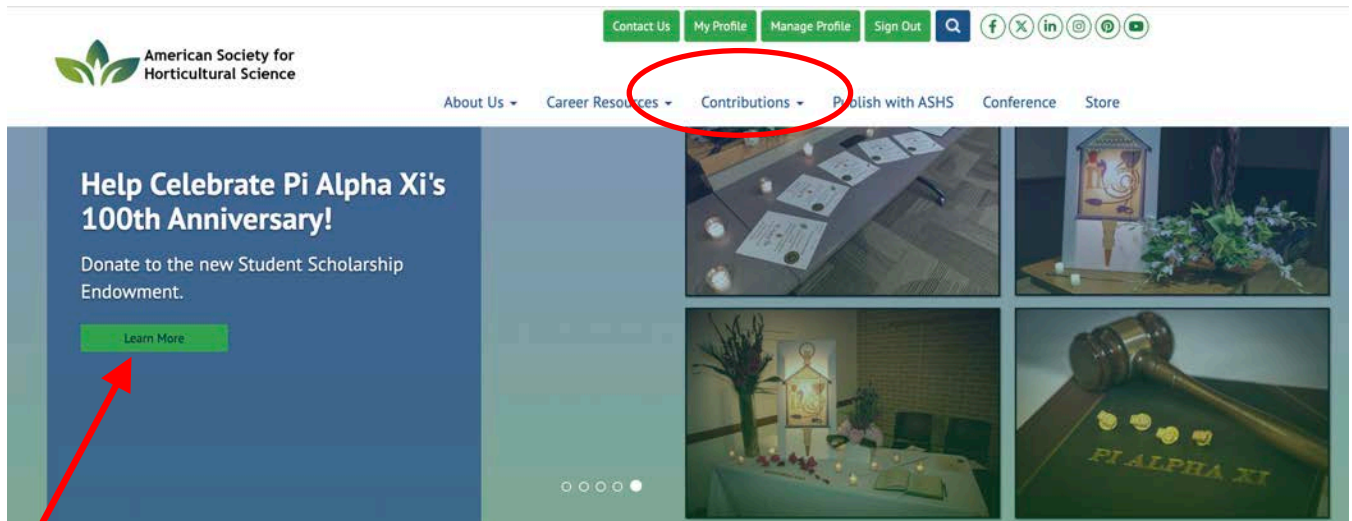 Contact Us My Profile Manage Profile Sign Out
American Society for
Horticultural Science
About Us Career Resources Contributions Publish with ASHS Conference Store
Help Celebrate Pi Alpha Xi's
100th Anniversary!
Donate to the new Student Scholarship
Endowment.
Learn More
PI ALPHA XI